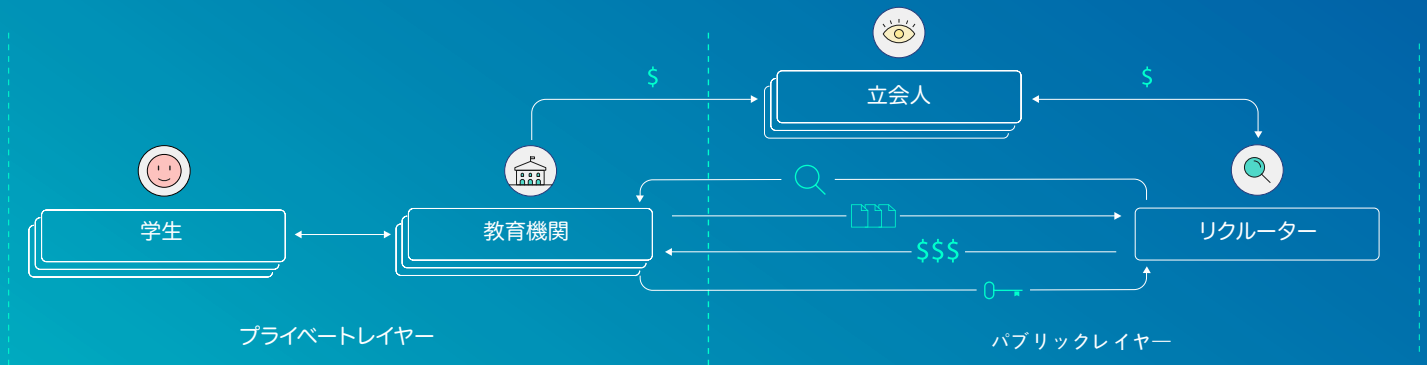 $
立会人
$
学生
教育機関
$$$
リクルーター
プライベートレイヤー
パブリックレイヤー